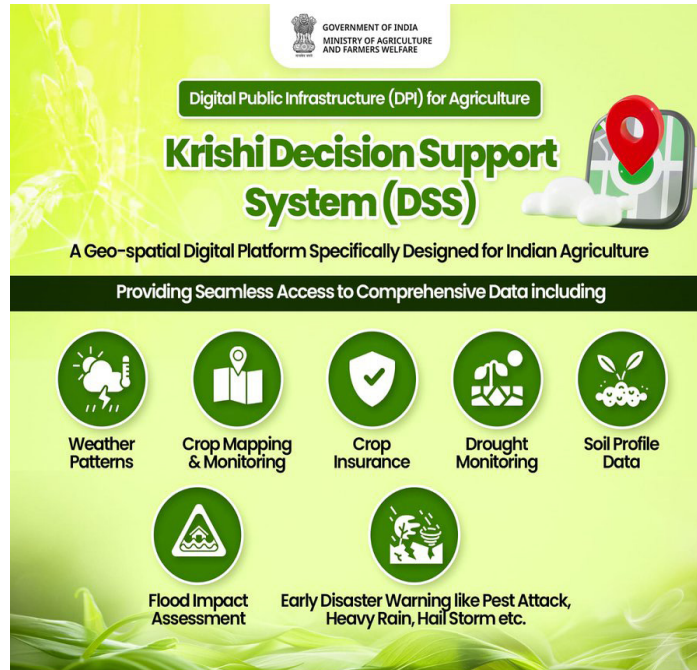 GOVERNMENT OF INDIA
MINISTRY OF AGRICULTURE
AND FARMERS WELFARE
Digital Public Infrastructure (DPI) for Agriculture
Krishi Decision Support
System (DSS)
A Geo-spatial Digital Platform Specifically Designed for Indian Agriculture
Providing Seamless Access to Comprehensive Data including
Weather
Patterns
Crop Mapping
& Monitoring
Crop
Insurance
Drought
Monitoring
Soil Profile
Data
Flood Impact
Assessment
Early Disaster Warning like Pest Attack,
Heavy Rain, Hail Storm etc.